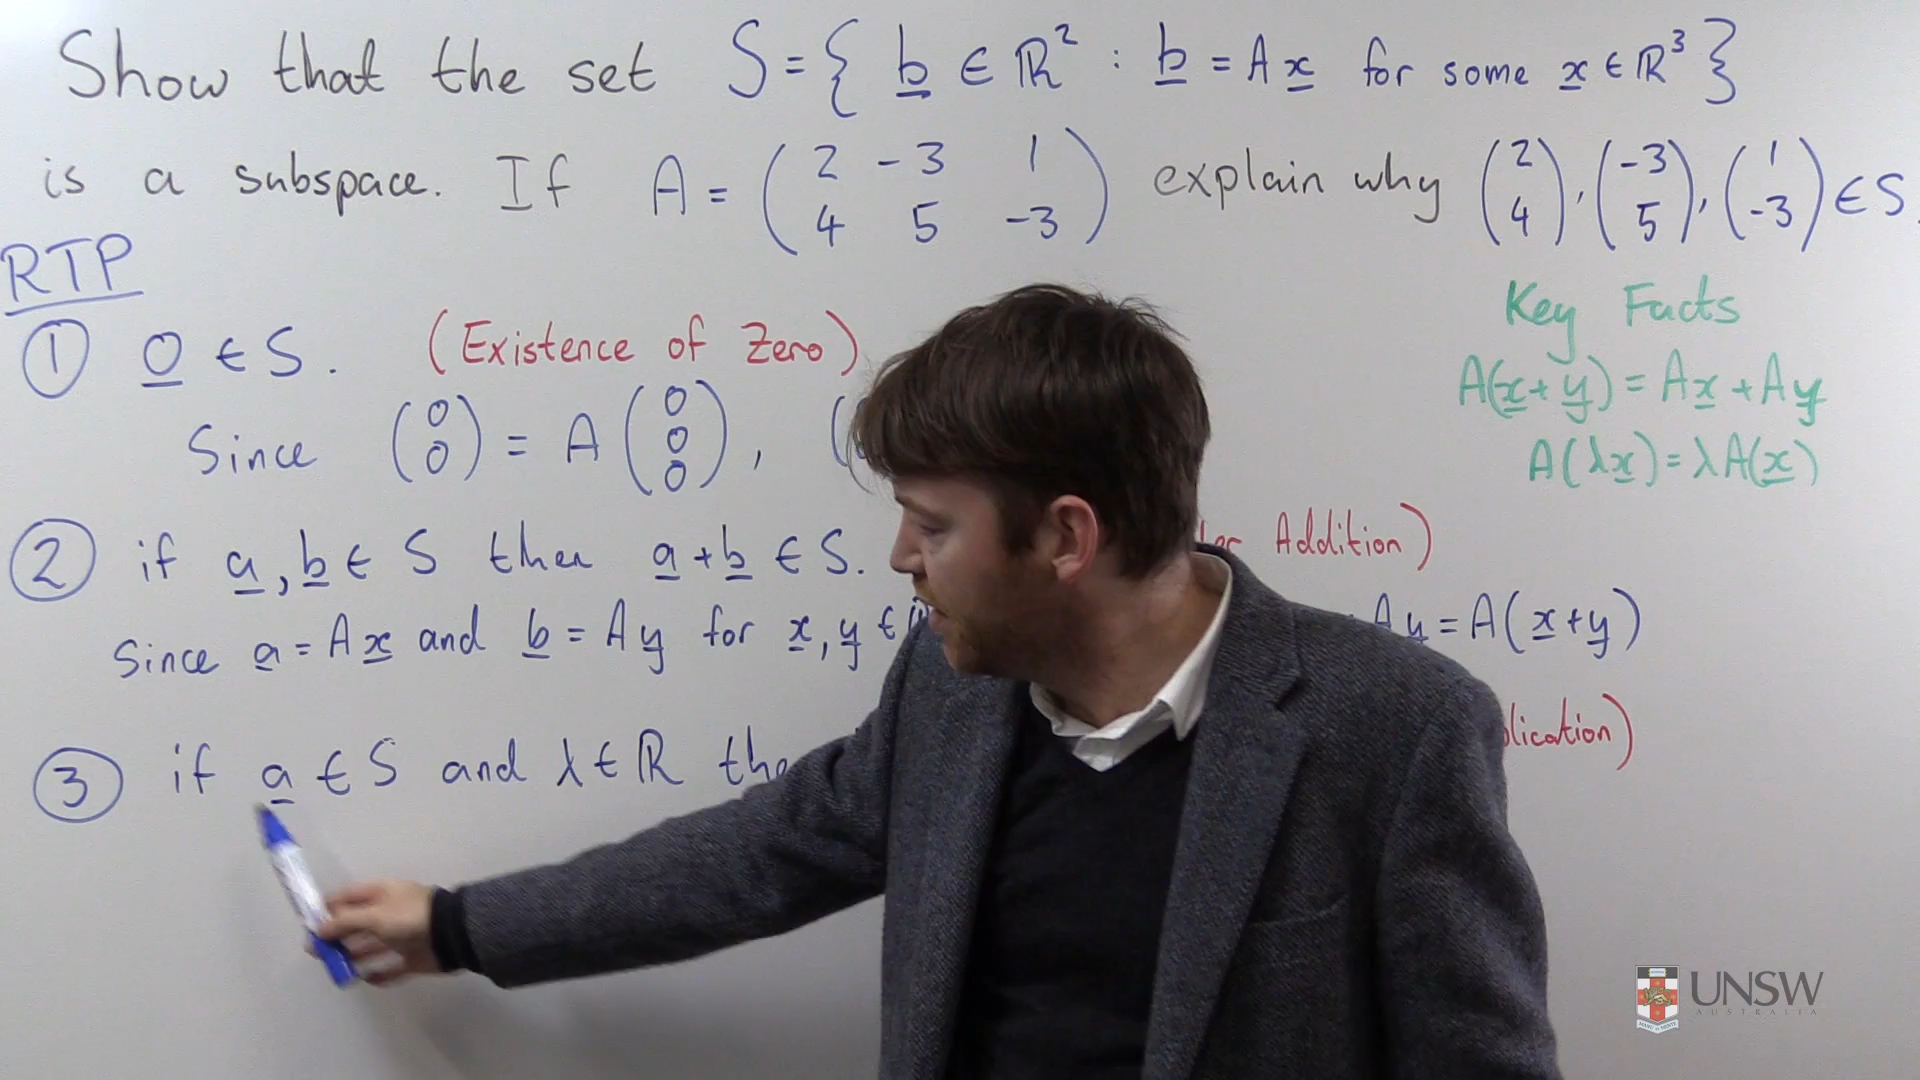 Show that the set S = { b ∈ ℝ² : b = Ax for some x ∈ ℝ³ }
is a subspace. If A = ( 2 -3 1 ; 4 5 -3 ) explain why ( 2 ; 4 ), ( -3 ; 5 ), ( 1 ; -3 ) ∈ S.
RTP
① 0 ∈ S. (Existence of Zero)
Since ( 0 ; 0 ) = A ( 0 ; 0 ; 0 ), (
Key Facts
A(x+y) = Ax + Ay
A(λx) = λA(x)
② if a, b ∈ S then a+b ∈ S. Addition)
Since a = Ax and b = Ay for x, y ∈ Ay = A(x+y)
③ if a ∈ S and λ ∈ ℝ
UNSW
AUSTRALIA